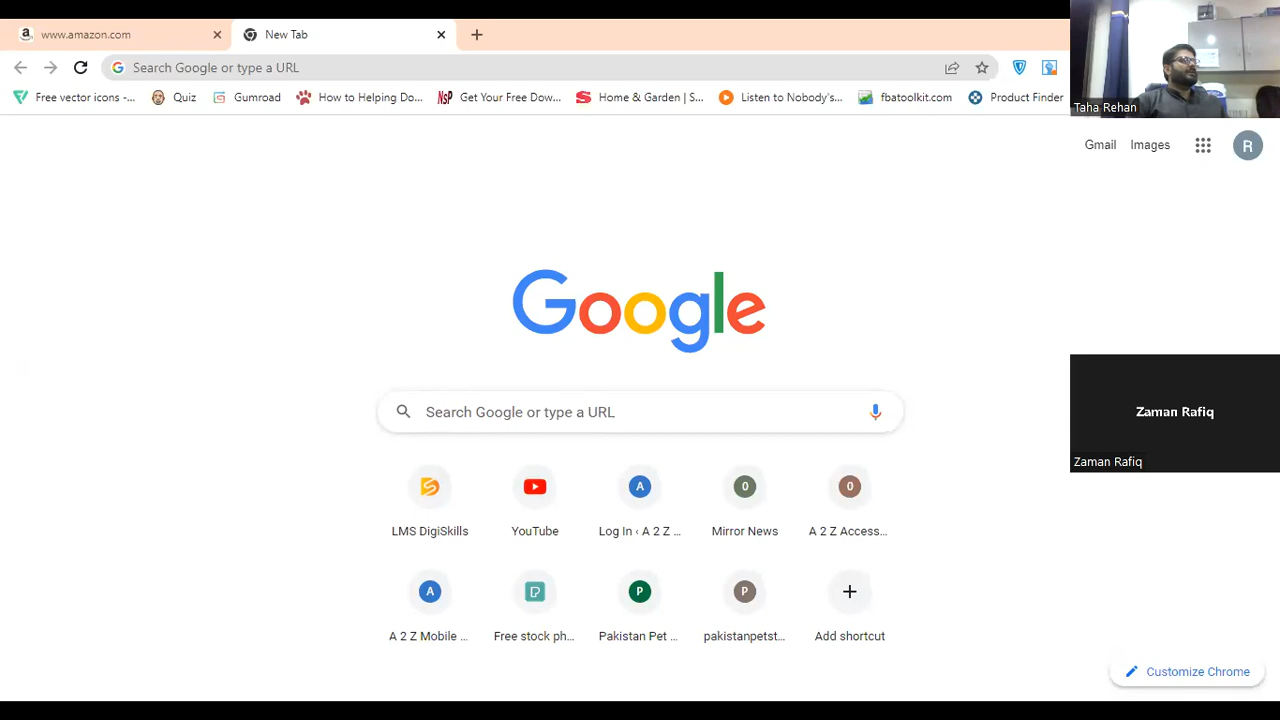 www.amazon.com
New Tab
Search Google or type a URL
Free vector icons -...
Quiz
Gumroad
How to Helping Do...
Get Your Free Dow...
Home & Garden | S...
Listen to Nobody's...
fbatoolkit.com
Product Finder
Taha Rehan
Gmail
Images
R
Google
Search Google or type a URL
LMS DigiSkills
YouTube
A
Log In ‹ A 2 Z ...
0
Mirror News
0
A 2 Z Access...
A
A 2 Z Mobile ...
Free stock ph...
P
Pakistan Pet ...
P
pakistanpetst...
Add shortcut
Zaman Rafiq
Zaman Rafiq
Customize Chrome